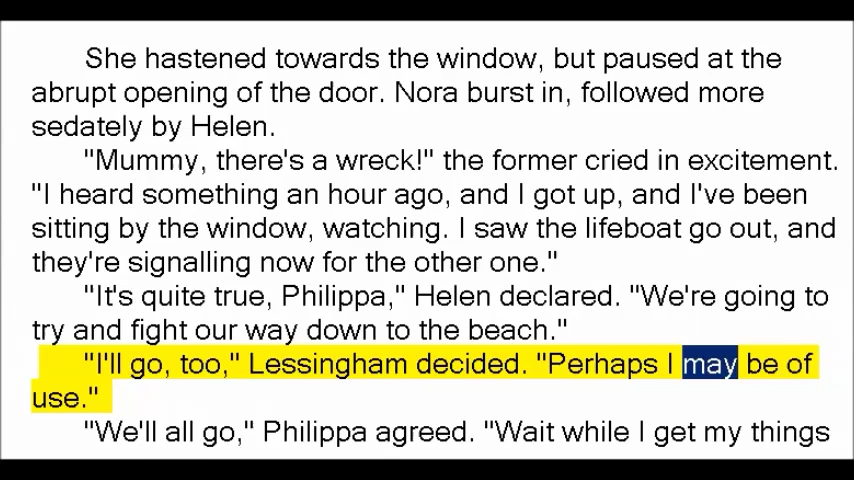 She hastened towards the window, but paused at the
abrupt opening of the door. Nora burst in, followed more
sedately by Helen.
"Mummy, there's a wreck!" the former cried in excitement.
"I heard something an hour ago, and I got up, and I've been
sitting by the window, watching. I saw the lifeboat go out, and
they're signalling now for the other one."
"It's quite true, Philippa," Helen declared. "We're going to
try and fight our way down to the beach."
"I'll go, too," Lessingham decided. "Perhaps I may be of
use."
"We'll all go," Philippa agreed. "Wait while I get my things